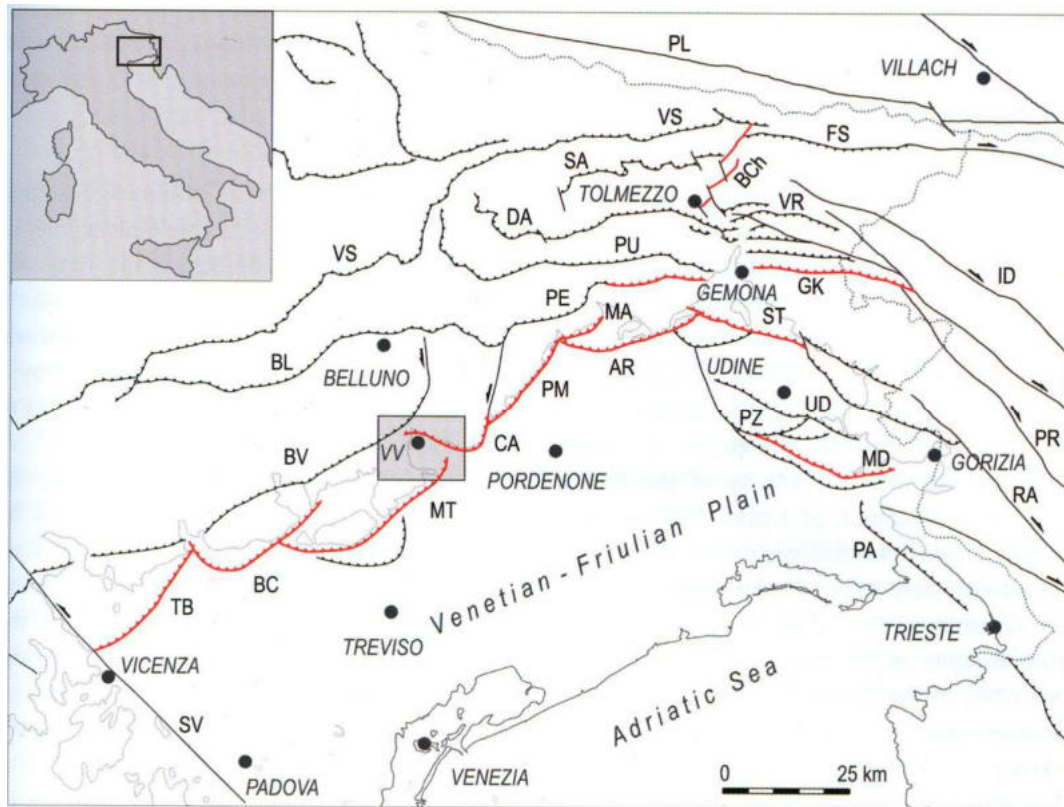 PL
VILLACH
VS
FS
SA
BCh
TOLMEZZO
VR
DA
VS
PU
ID
GEMONA
GK
PE
MA
ST
BL
BELLUNO
AR
UDINE
PM
UD
PZ
PR
VV
CA
BV
PORDENONE
MD
GORIZIA
MT
RA
Venetian - Friulian Plain
PA
BC
TB
TREVISO
TRIESTE
VICENZA
SV
Adriatic Sea
VENEZIA
PADOVA
0 25 km